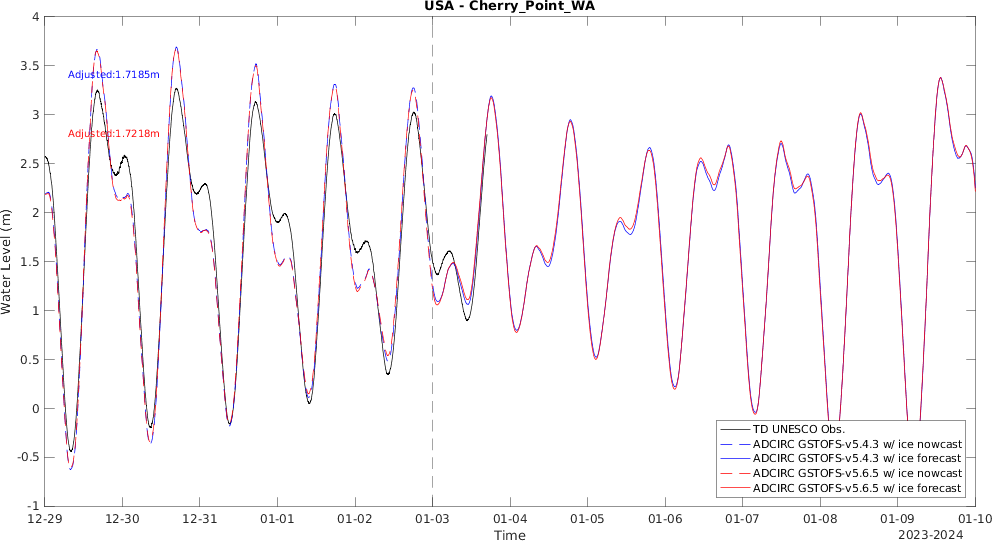 USA - Cherry_Point_WA
4
3.5
3
2.5
2
1.5
1
0.5
0
-0.5
-1
Water Level (m)
Adjusted:1.7185m
Adjusted:1.7218m
TD UNESCO Obs.
ADCIRC GSTOFS-v5.4.3 w/ ice nowcast
ADCIRC GSTOFS-v5.4.3 w/ ice forecast
ADCIRC GSTOFS-v5.6.5 w/ ice nowcast
ADCIRC GSTOFS-v5.6.5 w/ ice forecast
12-29 12-30 12-31 01-01 01-02 01-03 01-04 01-05 01-06 01-07 01-08 01-09 01-10
Time
2023-2024